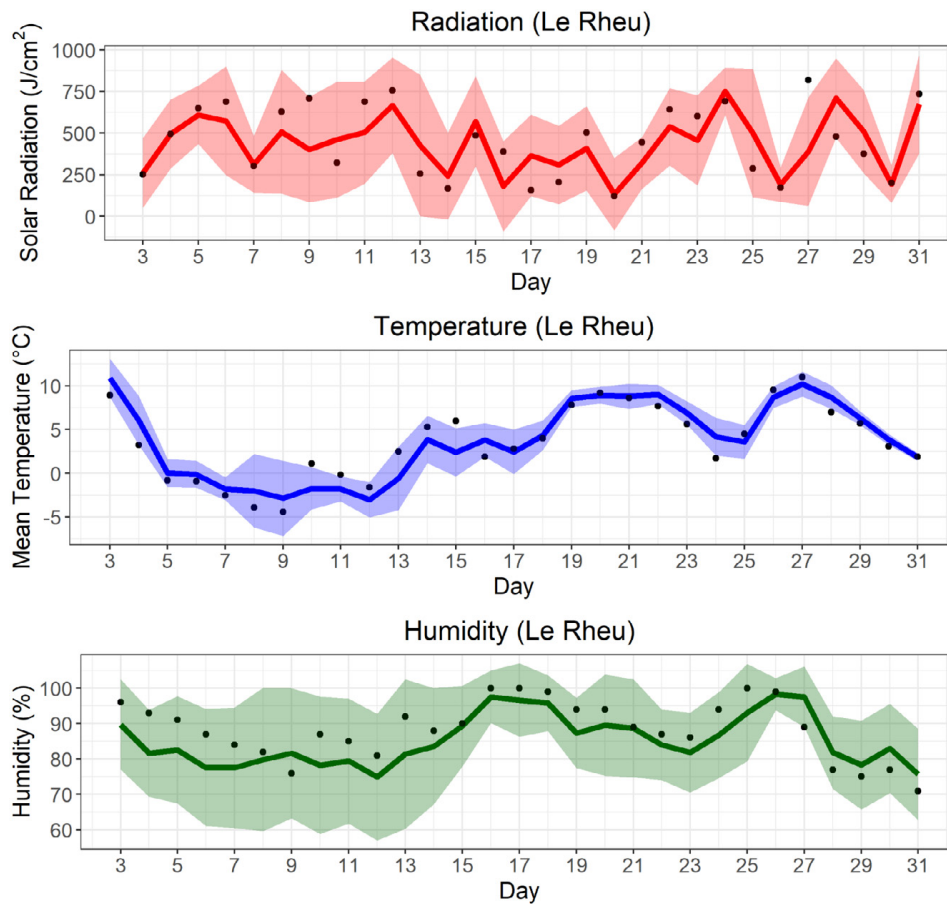 Radiation (Le Rheu)
Solar Radiation (J/cm²)
1000
750
500
250
0
3 5 7 9 11 13 15 17 19 21 23 25 27 29 31
Day
Temperature (Le Rheu)
Mean Temperature (°C)
10
5
0
-5
3 5 7 9 11 13 15 17 19 21 23 25 27 29 31
Day
Humidity (Le Rheu)
Humidity (%)
100
90
80
70
60
3 5 7 9 11 13 15 17 19 21 23 25 27 29 31
Day